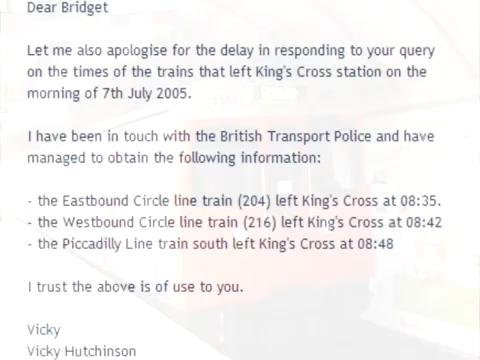 Dear Bridget
Let me also apologise for the delay in responding to your query
on the times of the trains that left King's Cross station on the
morning of 7th July 2005.
I have been in touch with the British Transport Police and have
managed to obtain the following information:
- the Eastbound Circle line train (204) left King's Cross at 08:35.
- the Westbound Circle line train (216) left King's Cross at 08:42
- the Piccadilly Line train south left King's Cross at 08:48
I trust the above is of use to you.
Vicky
Vicky Hutchinson